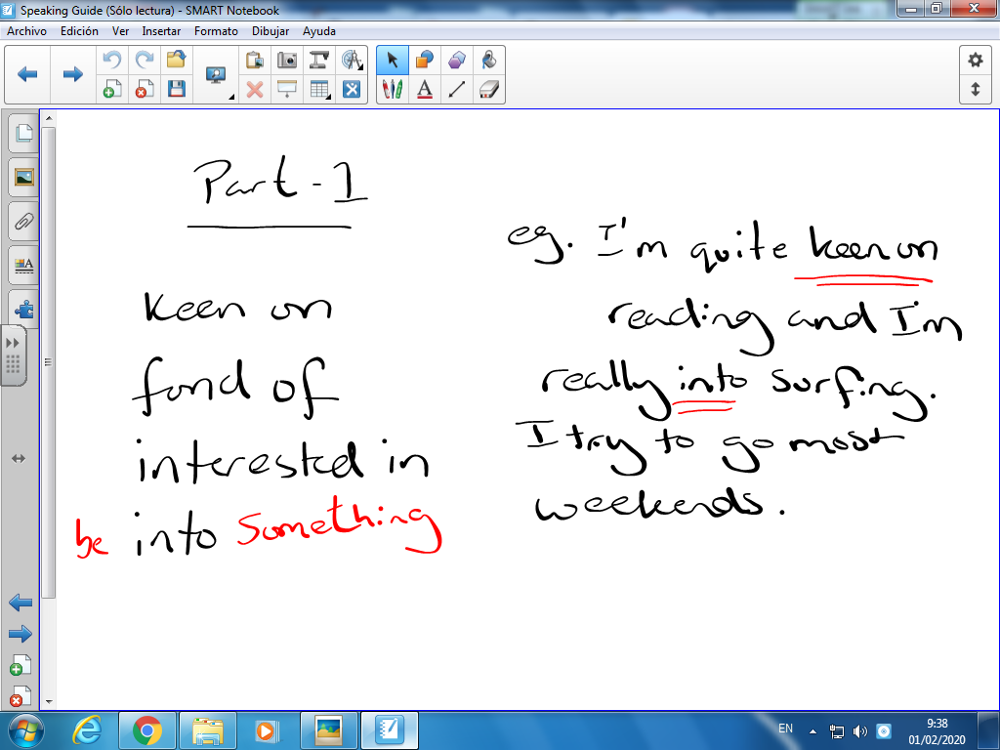 Speaking Guide (Sólo lectura) - SMART Notebook
Archivo Edición Ver Insertar Formato Dibujar Ayuda
Part-1
keen on
fond of
interested in
be into something
eg. I'm quite keen on
reading and I'm
really into surfing.
I try to go most
weekends.
EN
9:38
01/02/2020